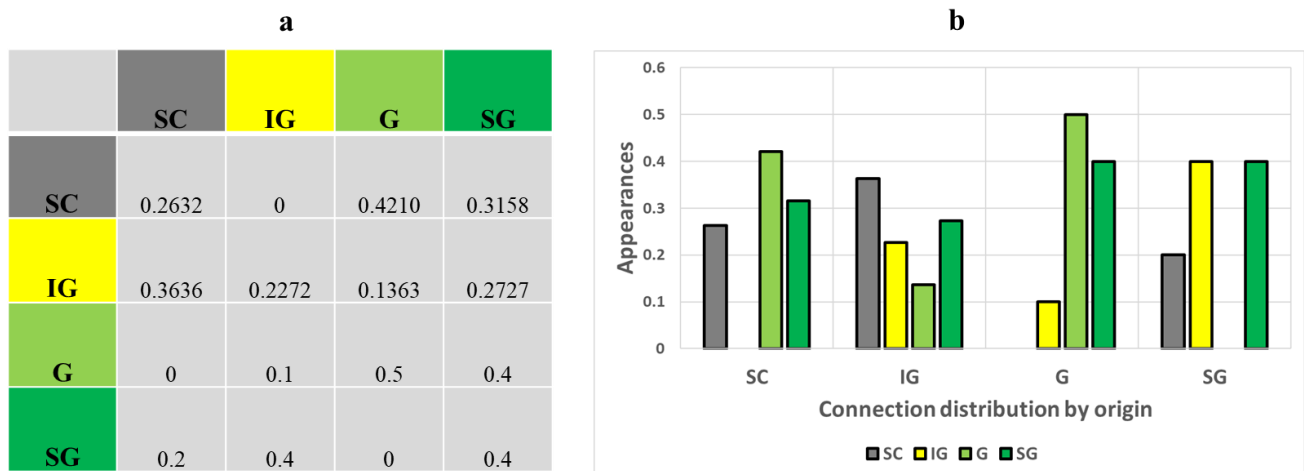 a
SC IG G SG
SC 0.2632 0 0.4210 0.3158
IG 0.3636 0.2272 0.1363 0.2727
G 0 0.1 0.5 0.4
SG 0.2 0.4 0 0.4
b
Appearances
0.6
0.5
0.4
0.3
0.2
0.1
0
SC IG G SG
Connection distribution by origin
SC IG G SG